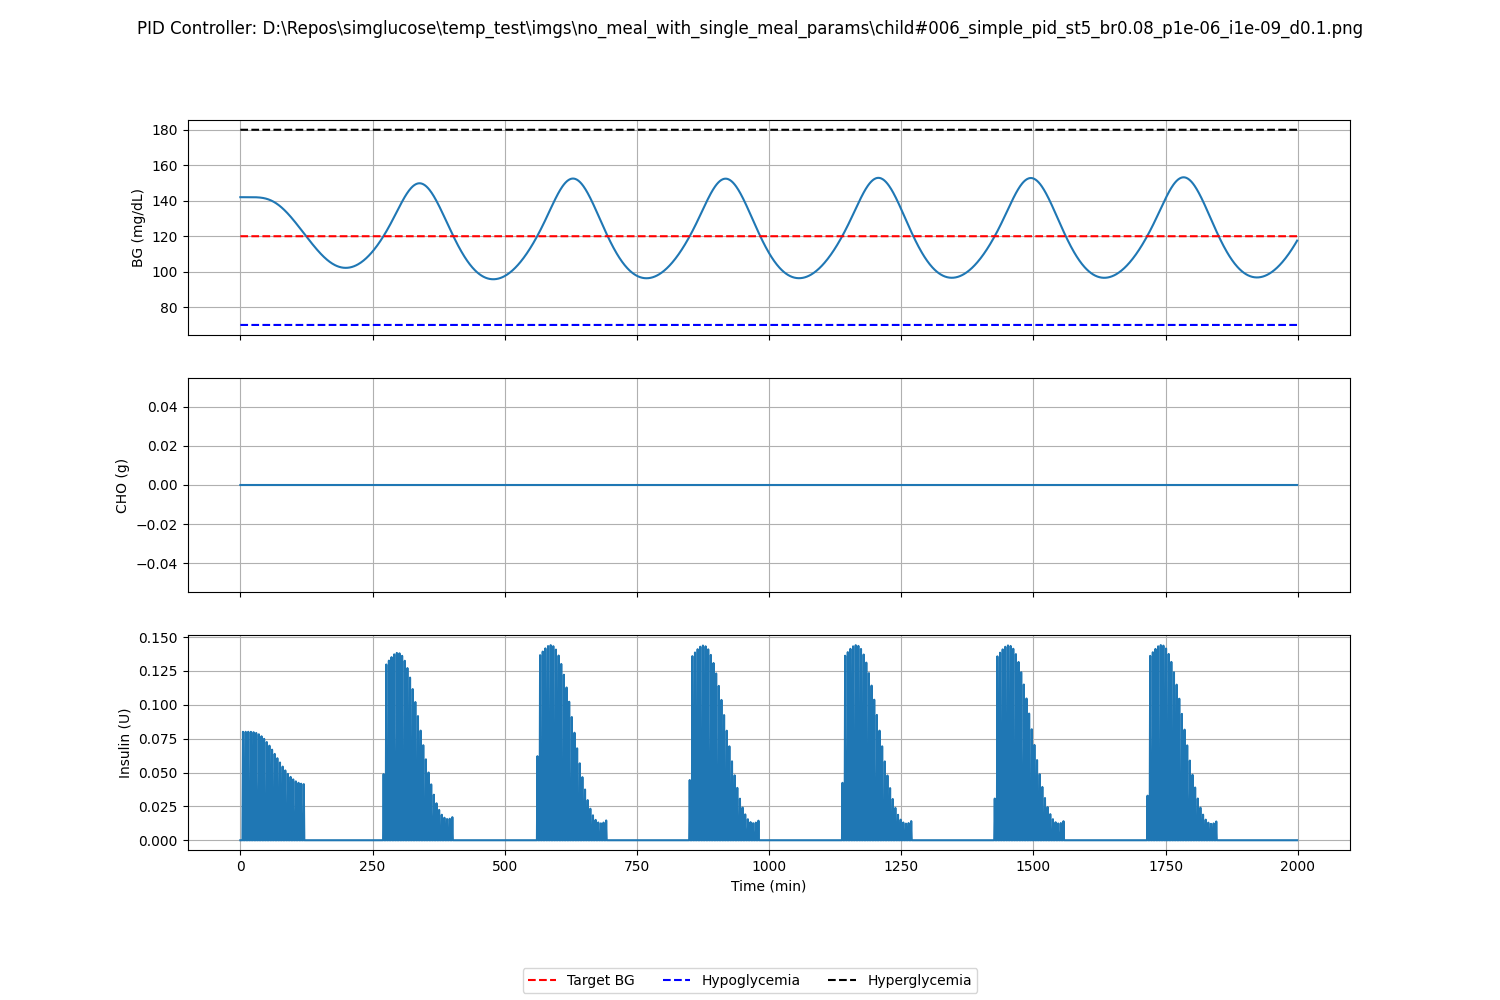 PID Controller: D:\Repos\simglucose\temp_test\imgs\no_meal_with_single_meal_params\child#006_simple_pid_st5_br0.08_p1e-06_i1e-09_d0.1.png
180
160
140
120
100
80
BG (mg/dL)
0.04
0.02
0.00
−0.02
−0.04
CHO (g)
0.150
0.125
0.100
0.075
0.050
0.025
0.000
Insulin (U)
0 250 500 750 1000 1250 1500 1750 2000
Time (min)
Target BG Hypoglycemia Hyperglycemia